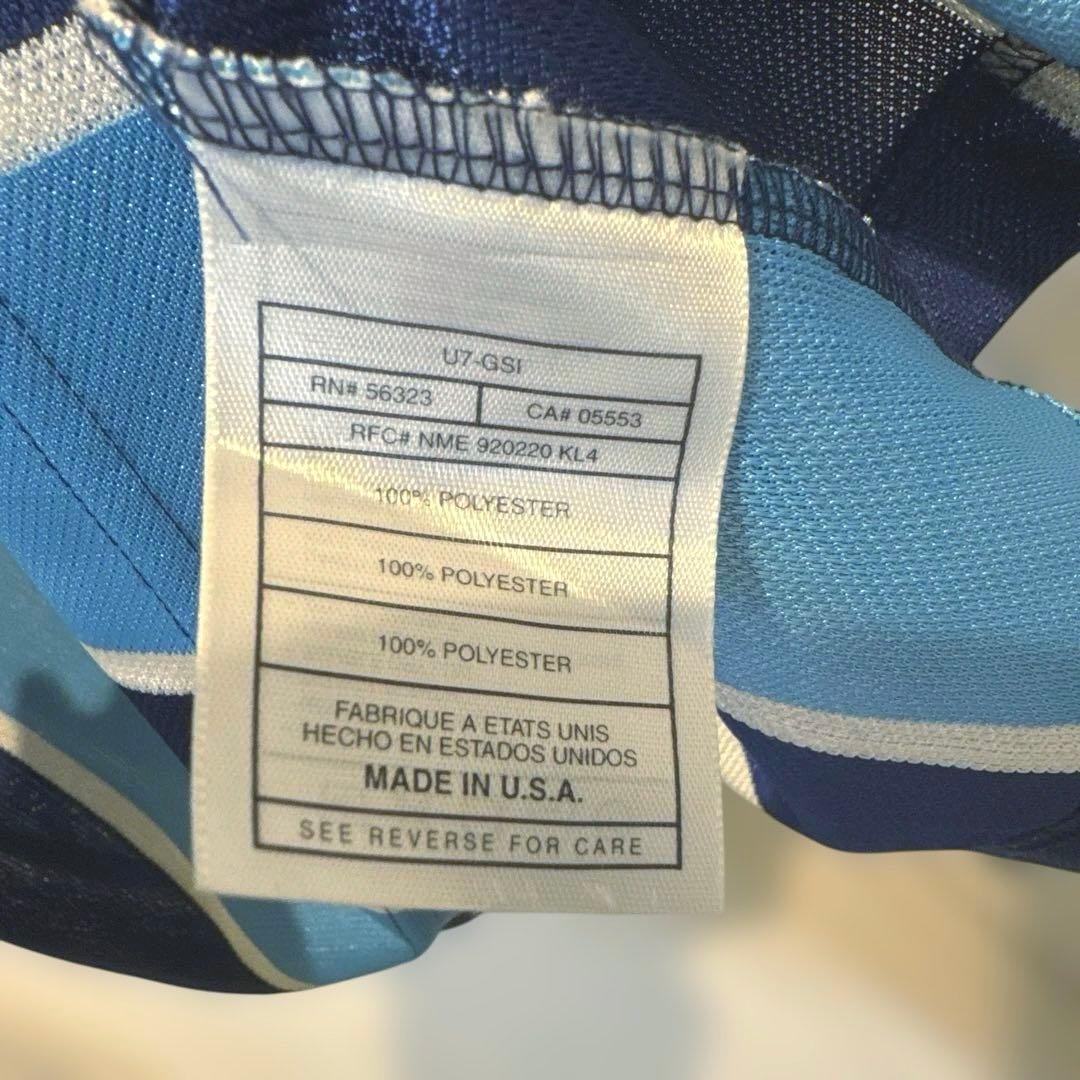 U7-GSI
RN# 56323 CA# 05553
RFC# NME 920220 KL4
100% POLYESTER
100% POLYESTER
100% POLYESTER
FABRIQUE A ETATS UNIS
HECHO EN ESTADOS UNIDOS
MADE IN U.S.A.
SEE REVERSE FOR CARE